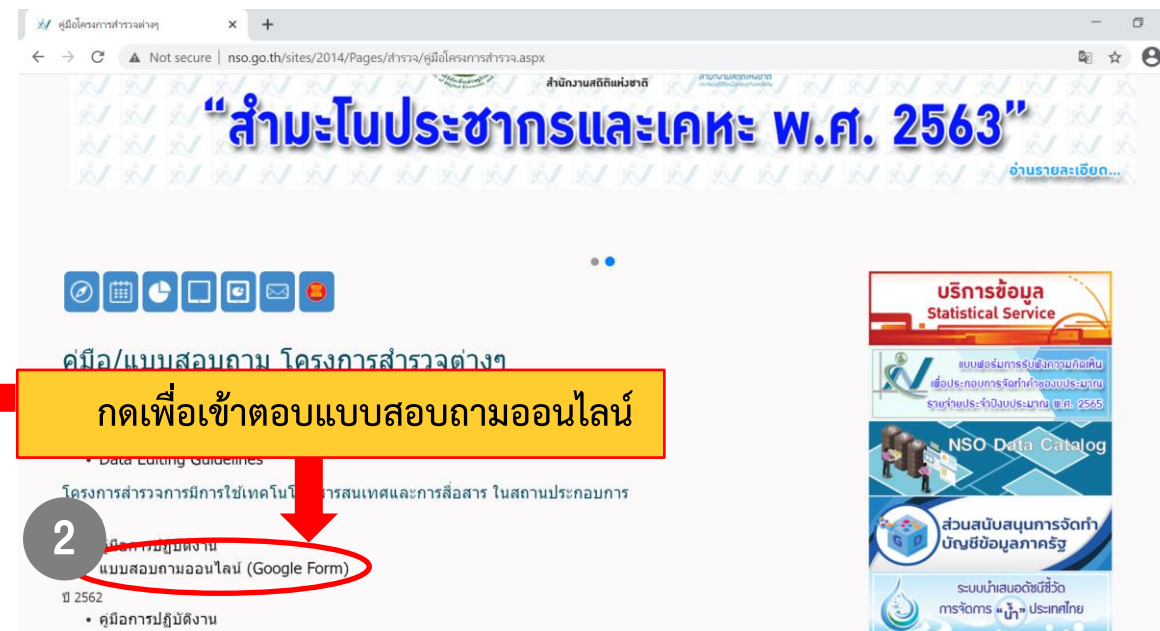 คู่มือโครงการสำรวจต่างๆ
Not secure | nso.go.th/sites/2014/Pages/สำรวจ/คู่มือโครงการสำรวจ.aspx
สำนักงานสถิติแห่งชาติ
“สำมะโนประชากรและเคหะ พ.ศ. 2563”
อ่านรายละเอียด...
คู่มือ/แบบสอบถาม โครงการสำรวจต่างๆ
กดเพื่อเข้าตอบแบบสอบถามออนไลน์
• Data Editing Guidelines
โครงการสำรวจการมีการใช้เทคโนโ สารสนเทศและการสื่อสาร ในสถานประกอบการ
2
คู่มือการปฏิบัติงาน
แบบสอบถามออนไลน์ (Google Form)
ปี 2562
• คู่มือการปฏิบัติงาน
บริการข้อมูล
Statistical Service
แบบฟอร์มการรับฟังความคิดเห็น
เพื่อประกอบการจัดทำคำของบประมาณ
รายจ่ายประจำปีงบประมาณ พ.ศ. 2565
NSO Data Catalog
G D
ส่วนสนับสนุนการจัดทำ
บัญชีข้อมูลภาครัฐ
ระบบนำเสนอดัชนีชี้วัด
การจัดการ “น้ำ” ประเทศไทย